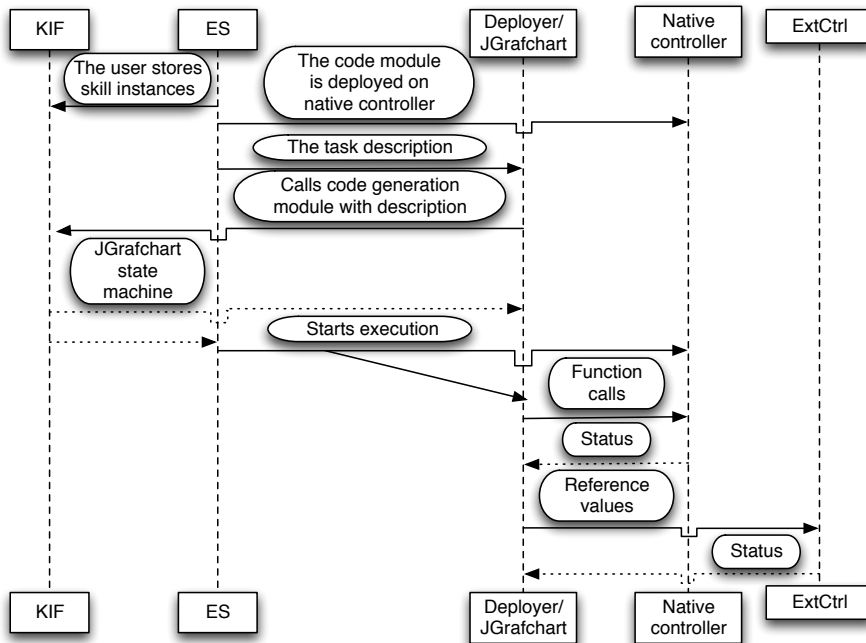 KIF
ES
Deployer/
JGrafchart
Native
controller
ExtCtrl
The user stores
skill instances
The code module
is deployed on
native controller
The task description
Calls code generation
module with description
JGrafchart
state
machine
Starts execution
Function
calls
Status
Reference
values
Status
KIF
ES
Deployer/
JGrafchart
Native
controller
ExtCtrl